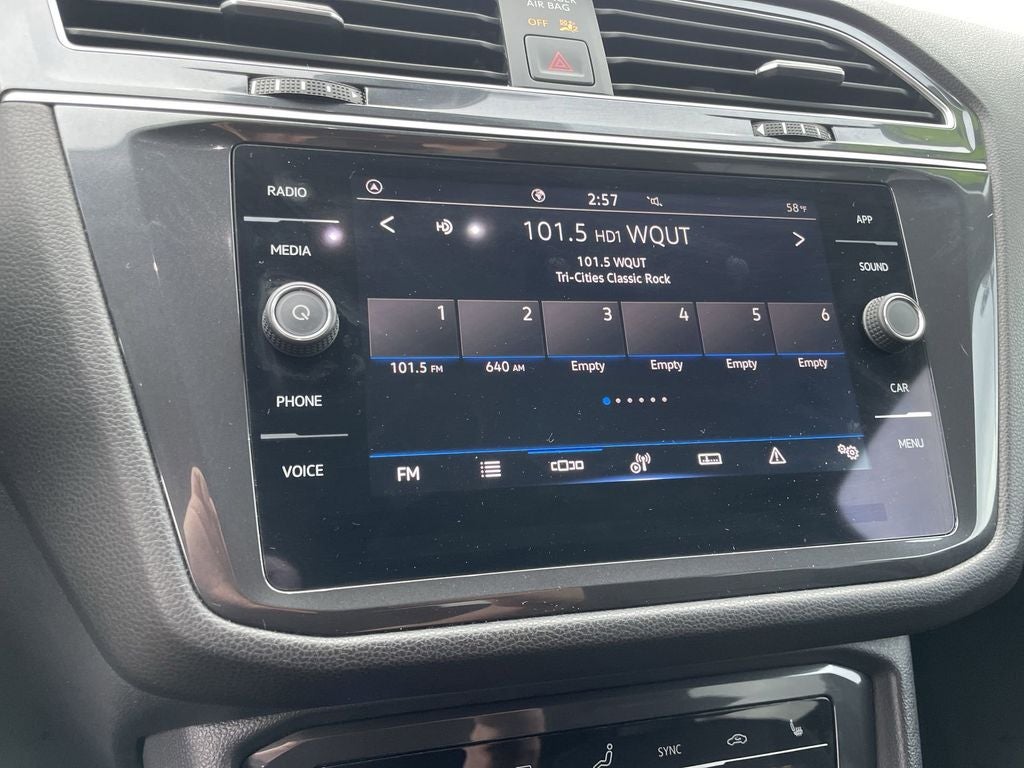 AIR BAG
OFF
RADIO
MEDIA
PHONE
VOICE
2:57
58°F
101.5 HD1 WQUT
101.5 WQUT
Tri-Cities Classic Rock
1 2 3 4 5 6
101.5 FM 640 AM Empty Empty Empty Empty
FM
APP
SOUND
CAR
MENU
SYNC